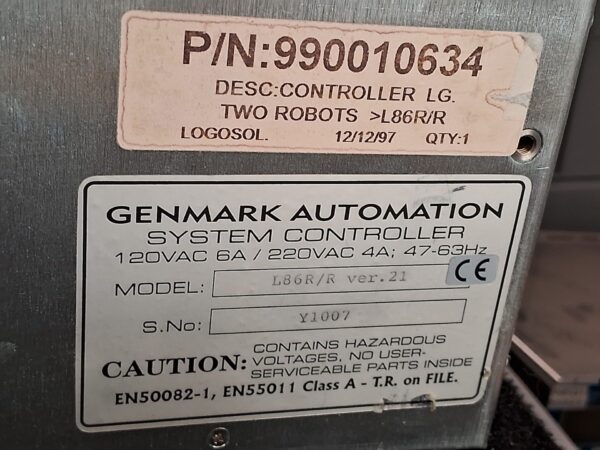 P/N:990010634
DESC:CONTROLLER LG.
TWO ROBOTS >L86R/R
LOGOSOL. 12/12/97 QTY:1
GENMARK AUTOMATION
SYSTEM CONTROLLER
120VAC 6A / 220VAC 4A; 47-63Hz
MODEL: L86R/R ver.21 CE
S.No: Y1007
CAUTION: CONTAINS HAZARDOUS
VOLTAGES, NO USER-
SERVICEABLE PARTS INSIDE
EN50082-1, EN55011 Class A - T.R. on FILE.